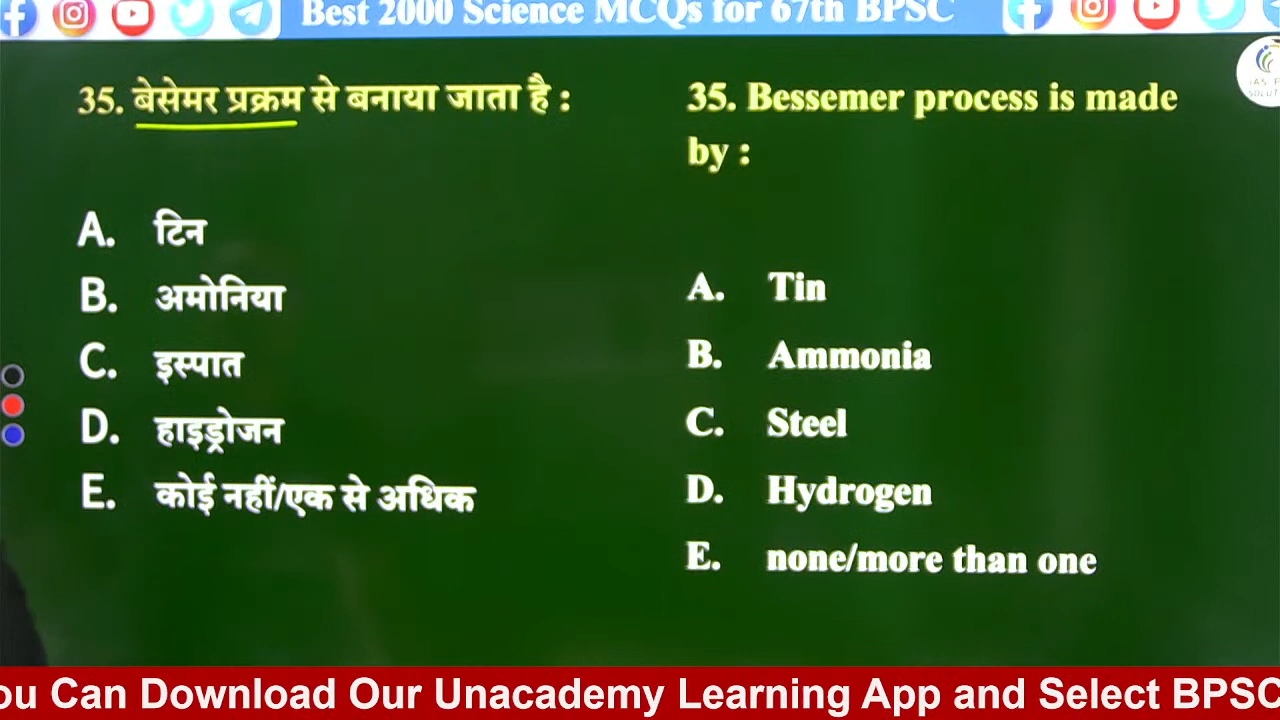 Best 2000 Science MCQs for 67th BPSC
35. बेसेमर प्रक्रम से बनाया जाता है :
A. टिन
B. अमोनिया
C. इस्पात
D. हाइड्रोजन
E. कोई नहीं/एक से अधिक
35. Bessemer process is made
by :
A. Tin
B. Ammonia
C. Steel
D. Hydrogen
E. none/more than one
ou Can Download Our Unacademy Learning App and Select BPSC